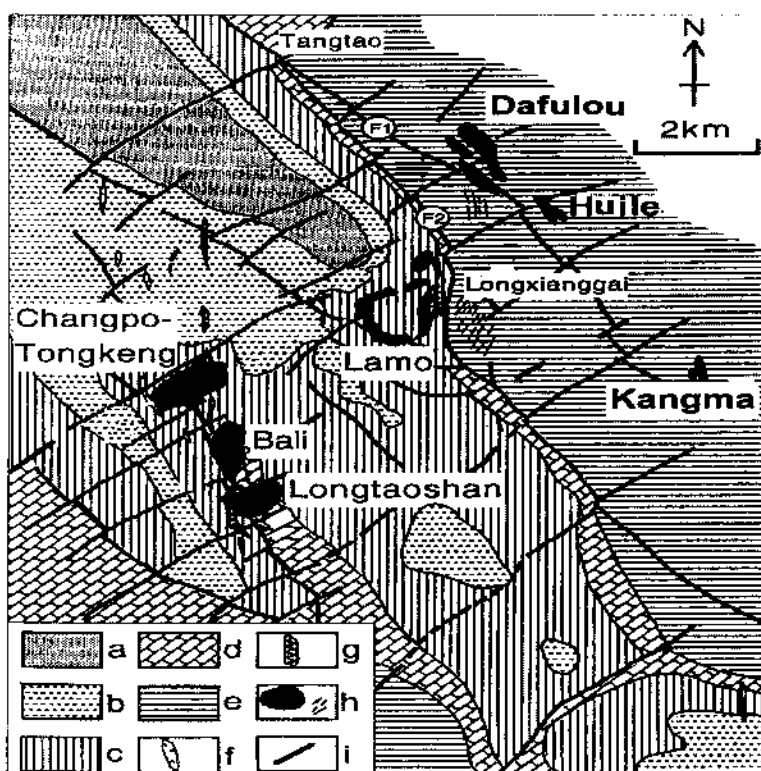 Tangtao
N
Dafulou
F1
2km
Huile
F2
Longxianggai
Changpo-
Tongkeng
Lamo
Kangma
Bali
Longtaoshan
a
d
g
b
e
h
c
f
i